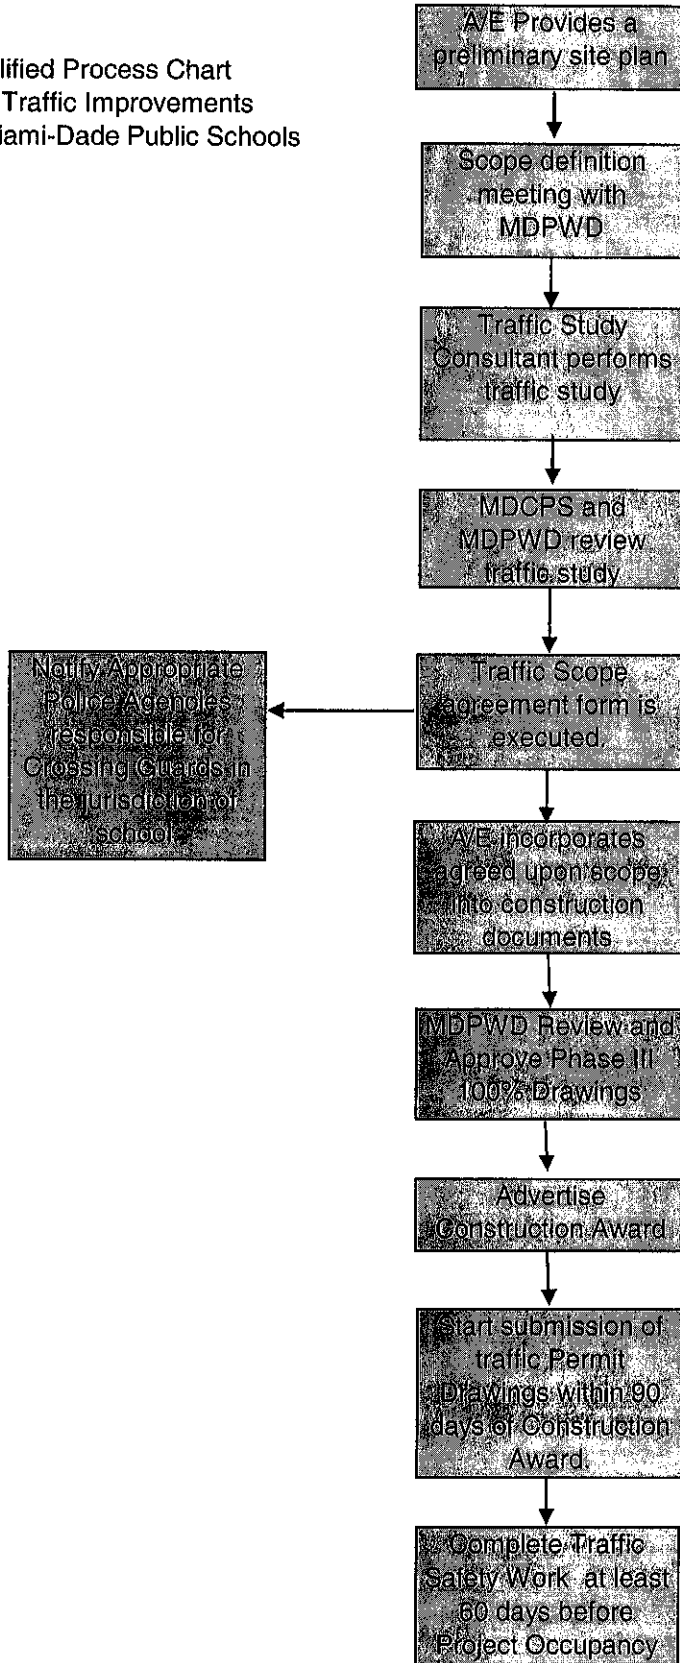 lified Process Chart
Traffic Improvements
iami-Dade Public Schools
A/E Provides a
preliminary site plan
Scope definition
meeting with
MDPWD
Traffic Study
Consultant performs
traffic study
MDCPS and
MDPWD review
traffic study
Traffic Scope
agreement form is
executed.
Notify Appropriate
Police Agencies
responsible for
Crossing Guards in
the jurisdiction of
school
A/E incorporates
agreed upon scope
into construction
documents
MDPWD Review and
Approve Phase III
100% Drawings
Advertise
Construction Award
Start submission of
traffic Permit
Drawings within 90
days of Construction
Award.
Complete Traffic
Safety Work at least
60 days before
Project Occupancy